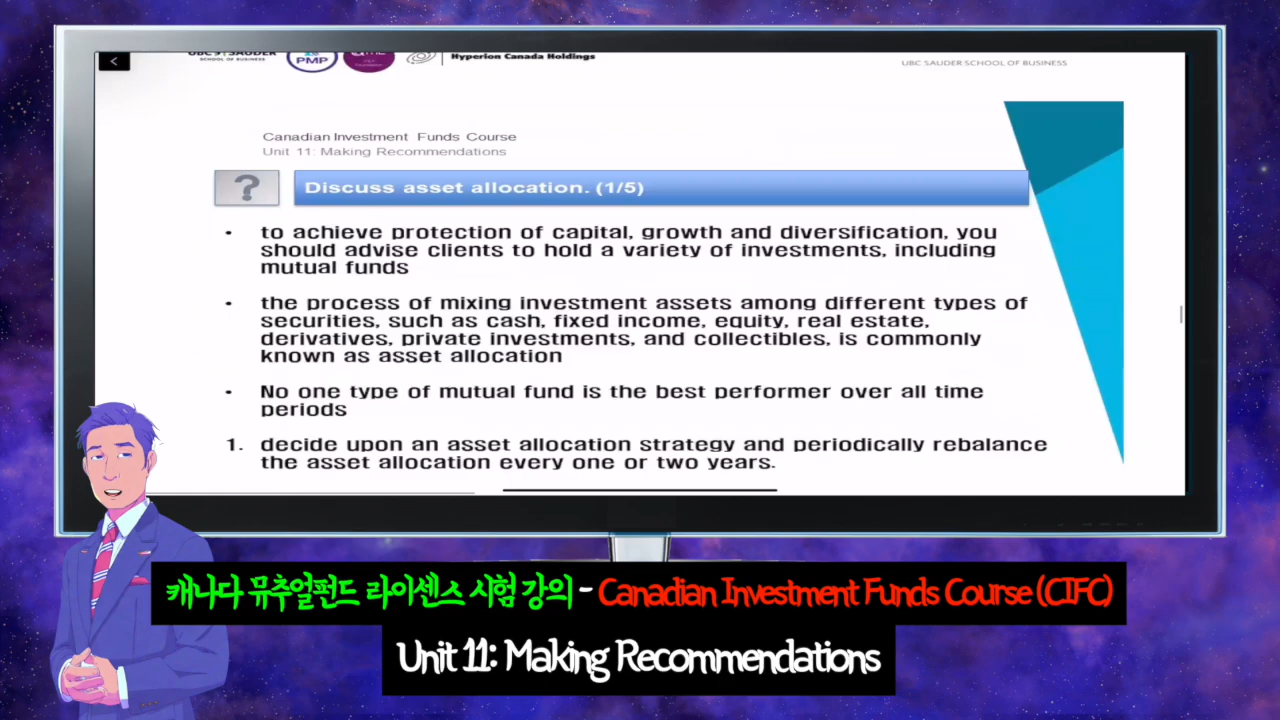 <
UBC SAUDER
SCHOOL OF BUSINESS
PMP
Hyperion Canada Holdings
UBC SAUDER SCHOOL OF BUSINESS
Canadian Investment Funds Course
Unit 11: Making Recommendations
? Discuss asset allocation. (1/5)
• to achieve protection of capital, growth and diversification, you
should advise clients to hold a variety of investments, including
mutual funds
• the process of mixing investment assets among different types of
securities, such as cash, fixed income, equity, real estate,
derivatives, private investments, and collectibles, is commonly
known as asset allocation
• No one type of mutual fund is the best performer over all time
periods
1. decide upon an asset allocation strategy and periodically rebalance
the asset allocation every one or two years.
캐나다 뮤추얼펀드 라이센스 시험 강의 - Canadian Investment Funds Course (CIFC)
Unit 11: Making Recommendations